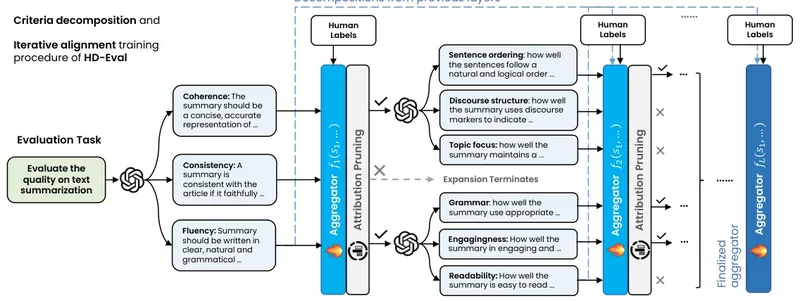 Decompositions from previous layers
Criteria decomposition and
Iterative alignment training
procedure of HD-Eval
Evaluation Task
Evaluate the
quality on text
summarization
Coherence: The
summary should be
a concise, accurate
representation of ...
Consistency: A
summary is
consistent with the
article if it faithfully ...
Fluency: Summary
should be written in
clear, natural and
grammatical ...
Human
Labels
Aggregator f₁(s₁, ...)
Attribution Pruning
Sentence ordering: how well
the sentences follow a
natural and logical order ...
Discourse structure: how well
the summary uses discourse
markers to indicate ...
Topic focus: how well the
summary maintains a ...
Expansion Terminates
Grammar: how well the
summary use appropriate ...
Engagingness: How well the
summary in engaging and ...
Readability: How well the
summary is easy to read ...
Human
Labels
Aggregator f₂(s₁, ...)
Attribution Pruning
...
...
...
......
......
Finalized
aggregator
Human
Labels
Aggregator f_L(s₁, ...)